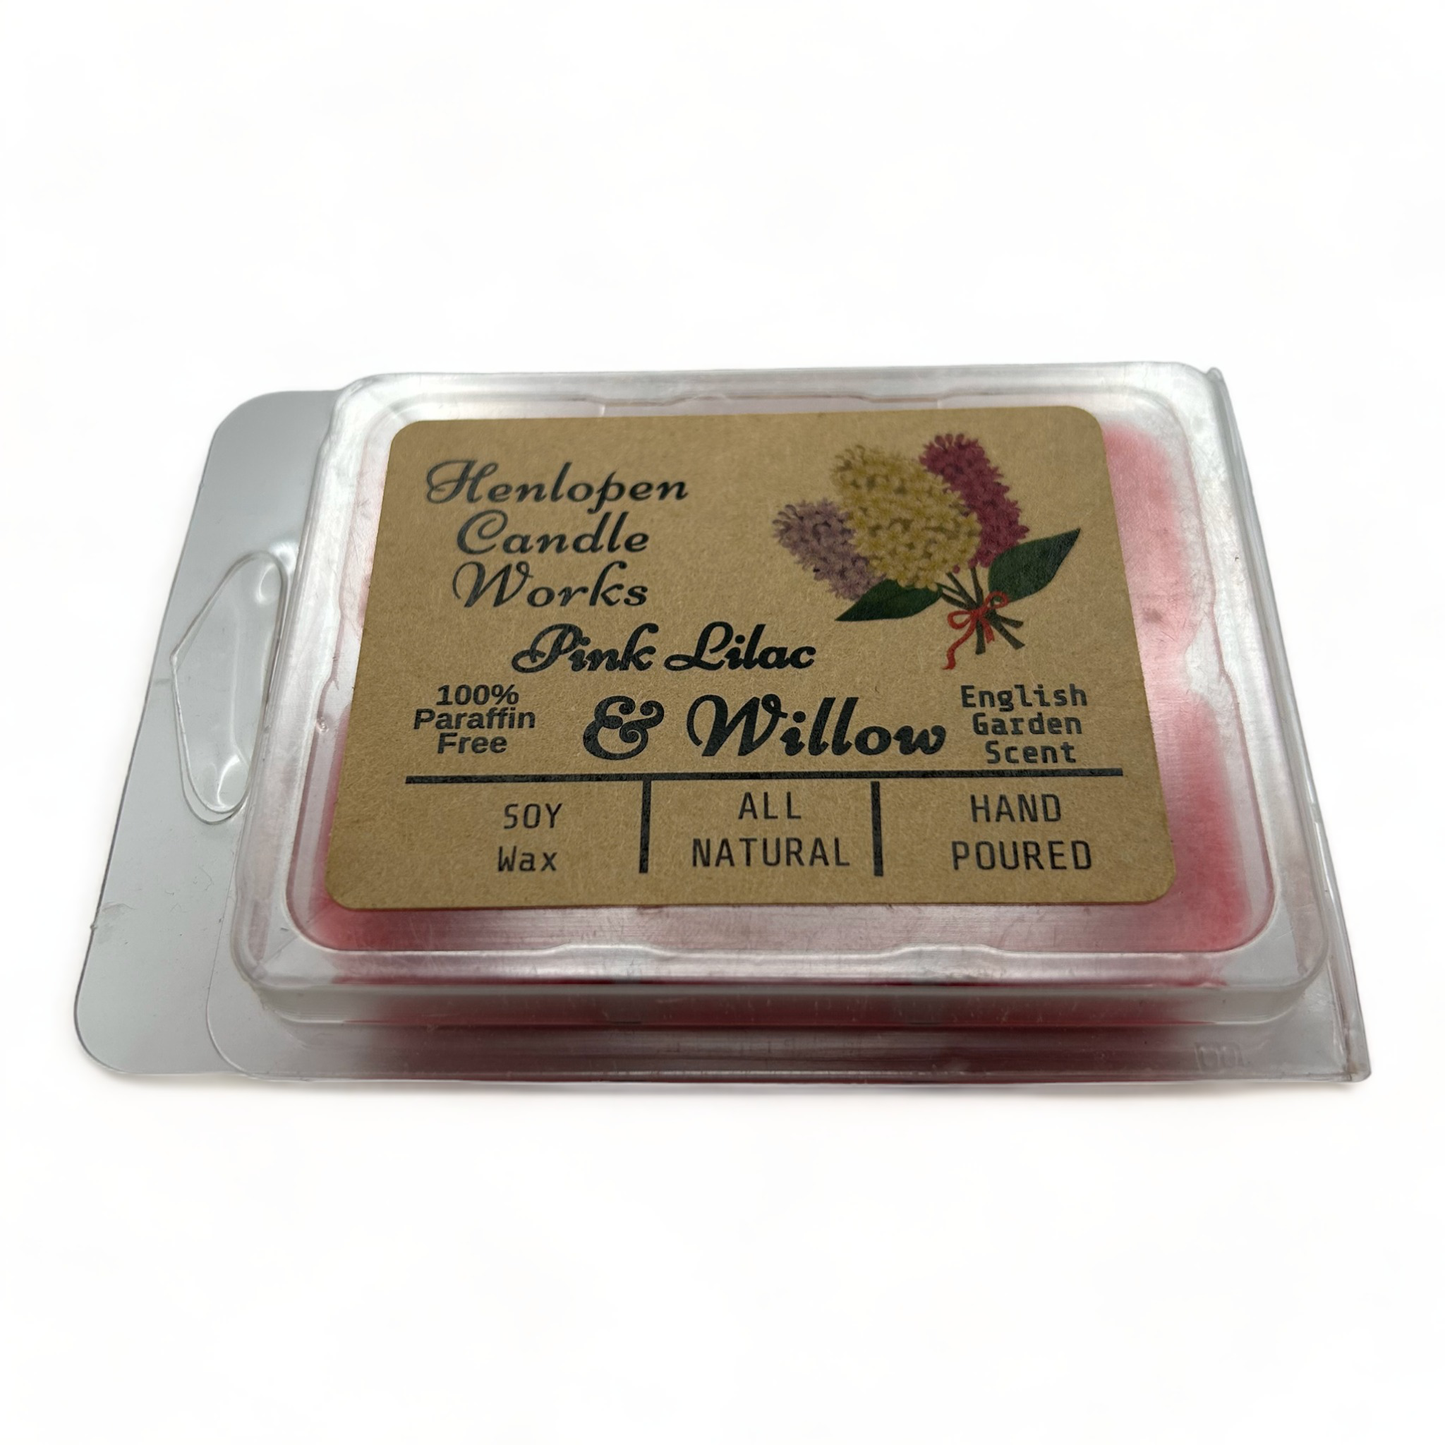 Henlopen
Candle
Works
Pink Lilac
& Willow
100%
Paraffin
Free
English
Garden
Scent
SOY
Wax
ALL
NATURAL
HAND
POURED